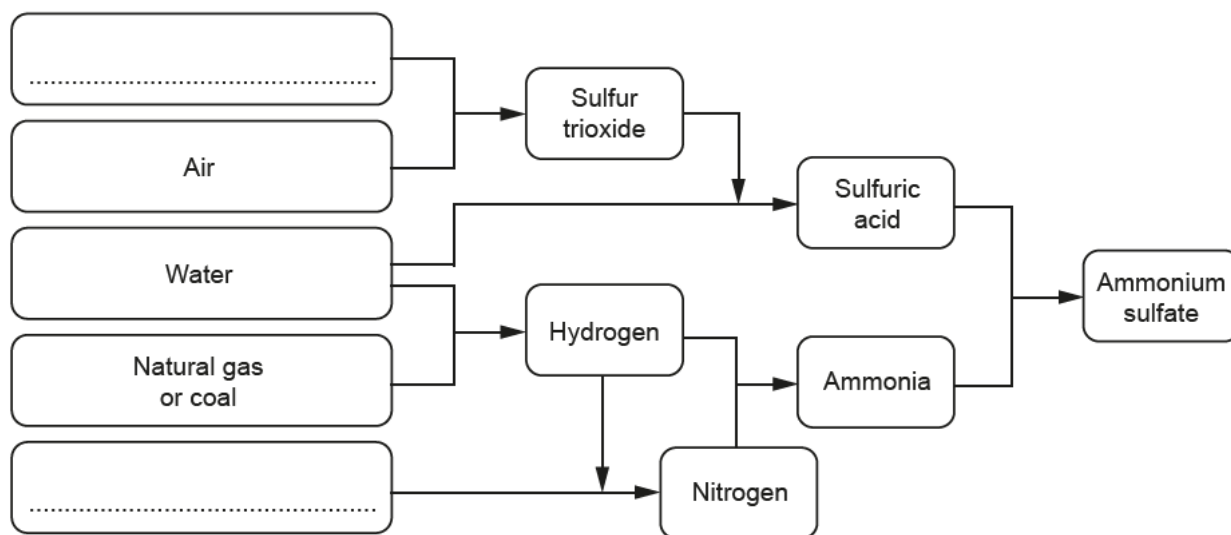 Sulfur
trioxide
Air
Sulfuric
acid
Water
Ammonium
sulfate
Hydrogen
Natural gas
or coal
Ammonia
Nitrogen